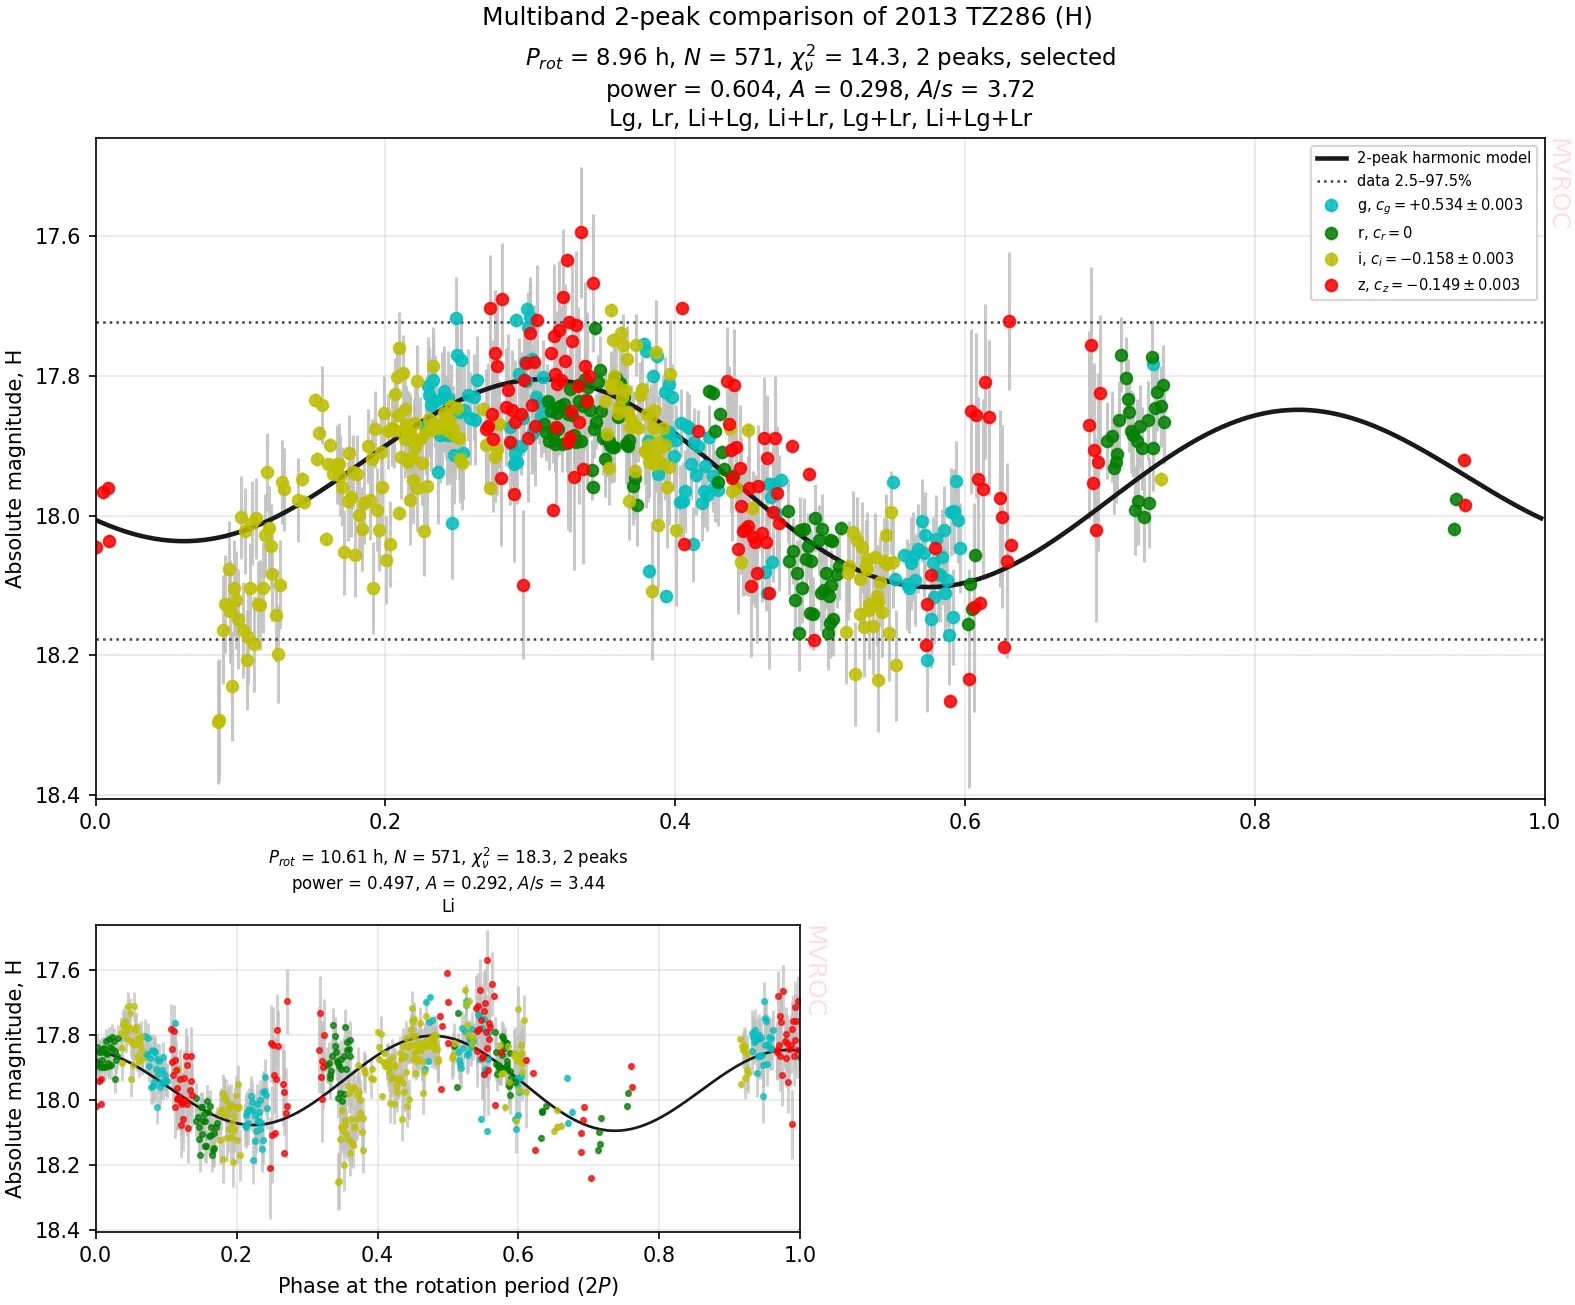 Multiband 2-peak comparison of 2013 TZ286 (H)
P_rot = 8.96 h, N = 571, χ²_ν = 14.3, 2 peaks, selected
power = 0.604, A = 0.298, A/s = 3.72
Lg, Lr, Li+Lg, Li+Lr, Lg+Lr, Li+Lg+Lr
2-peak harmonic model
data 2.5–97.5%
g, c_g = +0.534 ± 0.003
r, c_r = 0
i, c_i = −0.158 ± 0.003
z, c_z = −0.149 ± 0.003
MVROC
Absolute magnitude, H
17.6
17.8
18.0
18.2
18.4
0.0 0.2 0.4 0.6 0.8 1.0
P_rot = 10.61 h, N = 571, χ²_ν = 18.3, 2 peaks
power = 0.497, A = 0.292, A/s = 3.44
Li
MVROC
Absolute magnitude, H
17.6
17.8
18.0
18.2
18.4
0.0 0.2 0.4 0.6 0.8 1.0
Phase at the rotation period (2P)